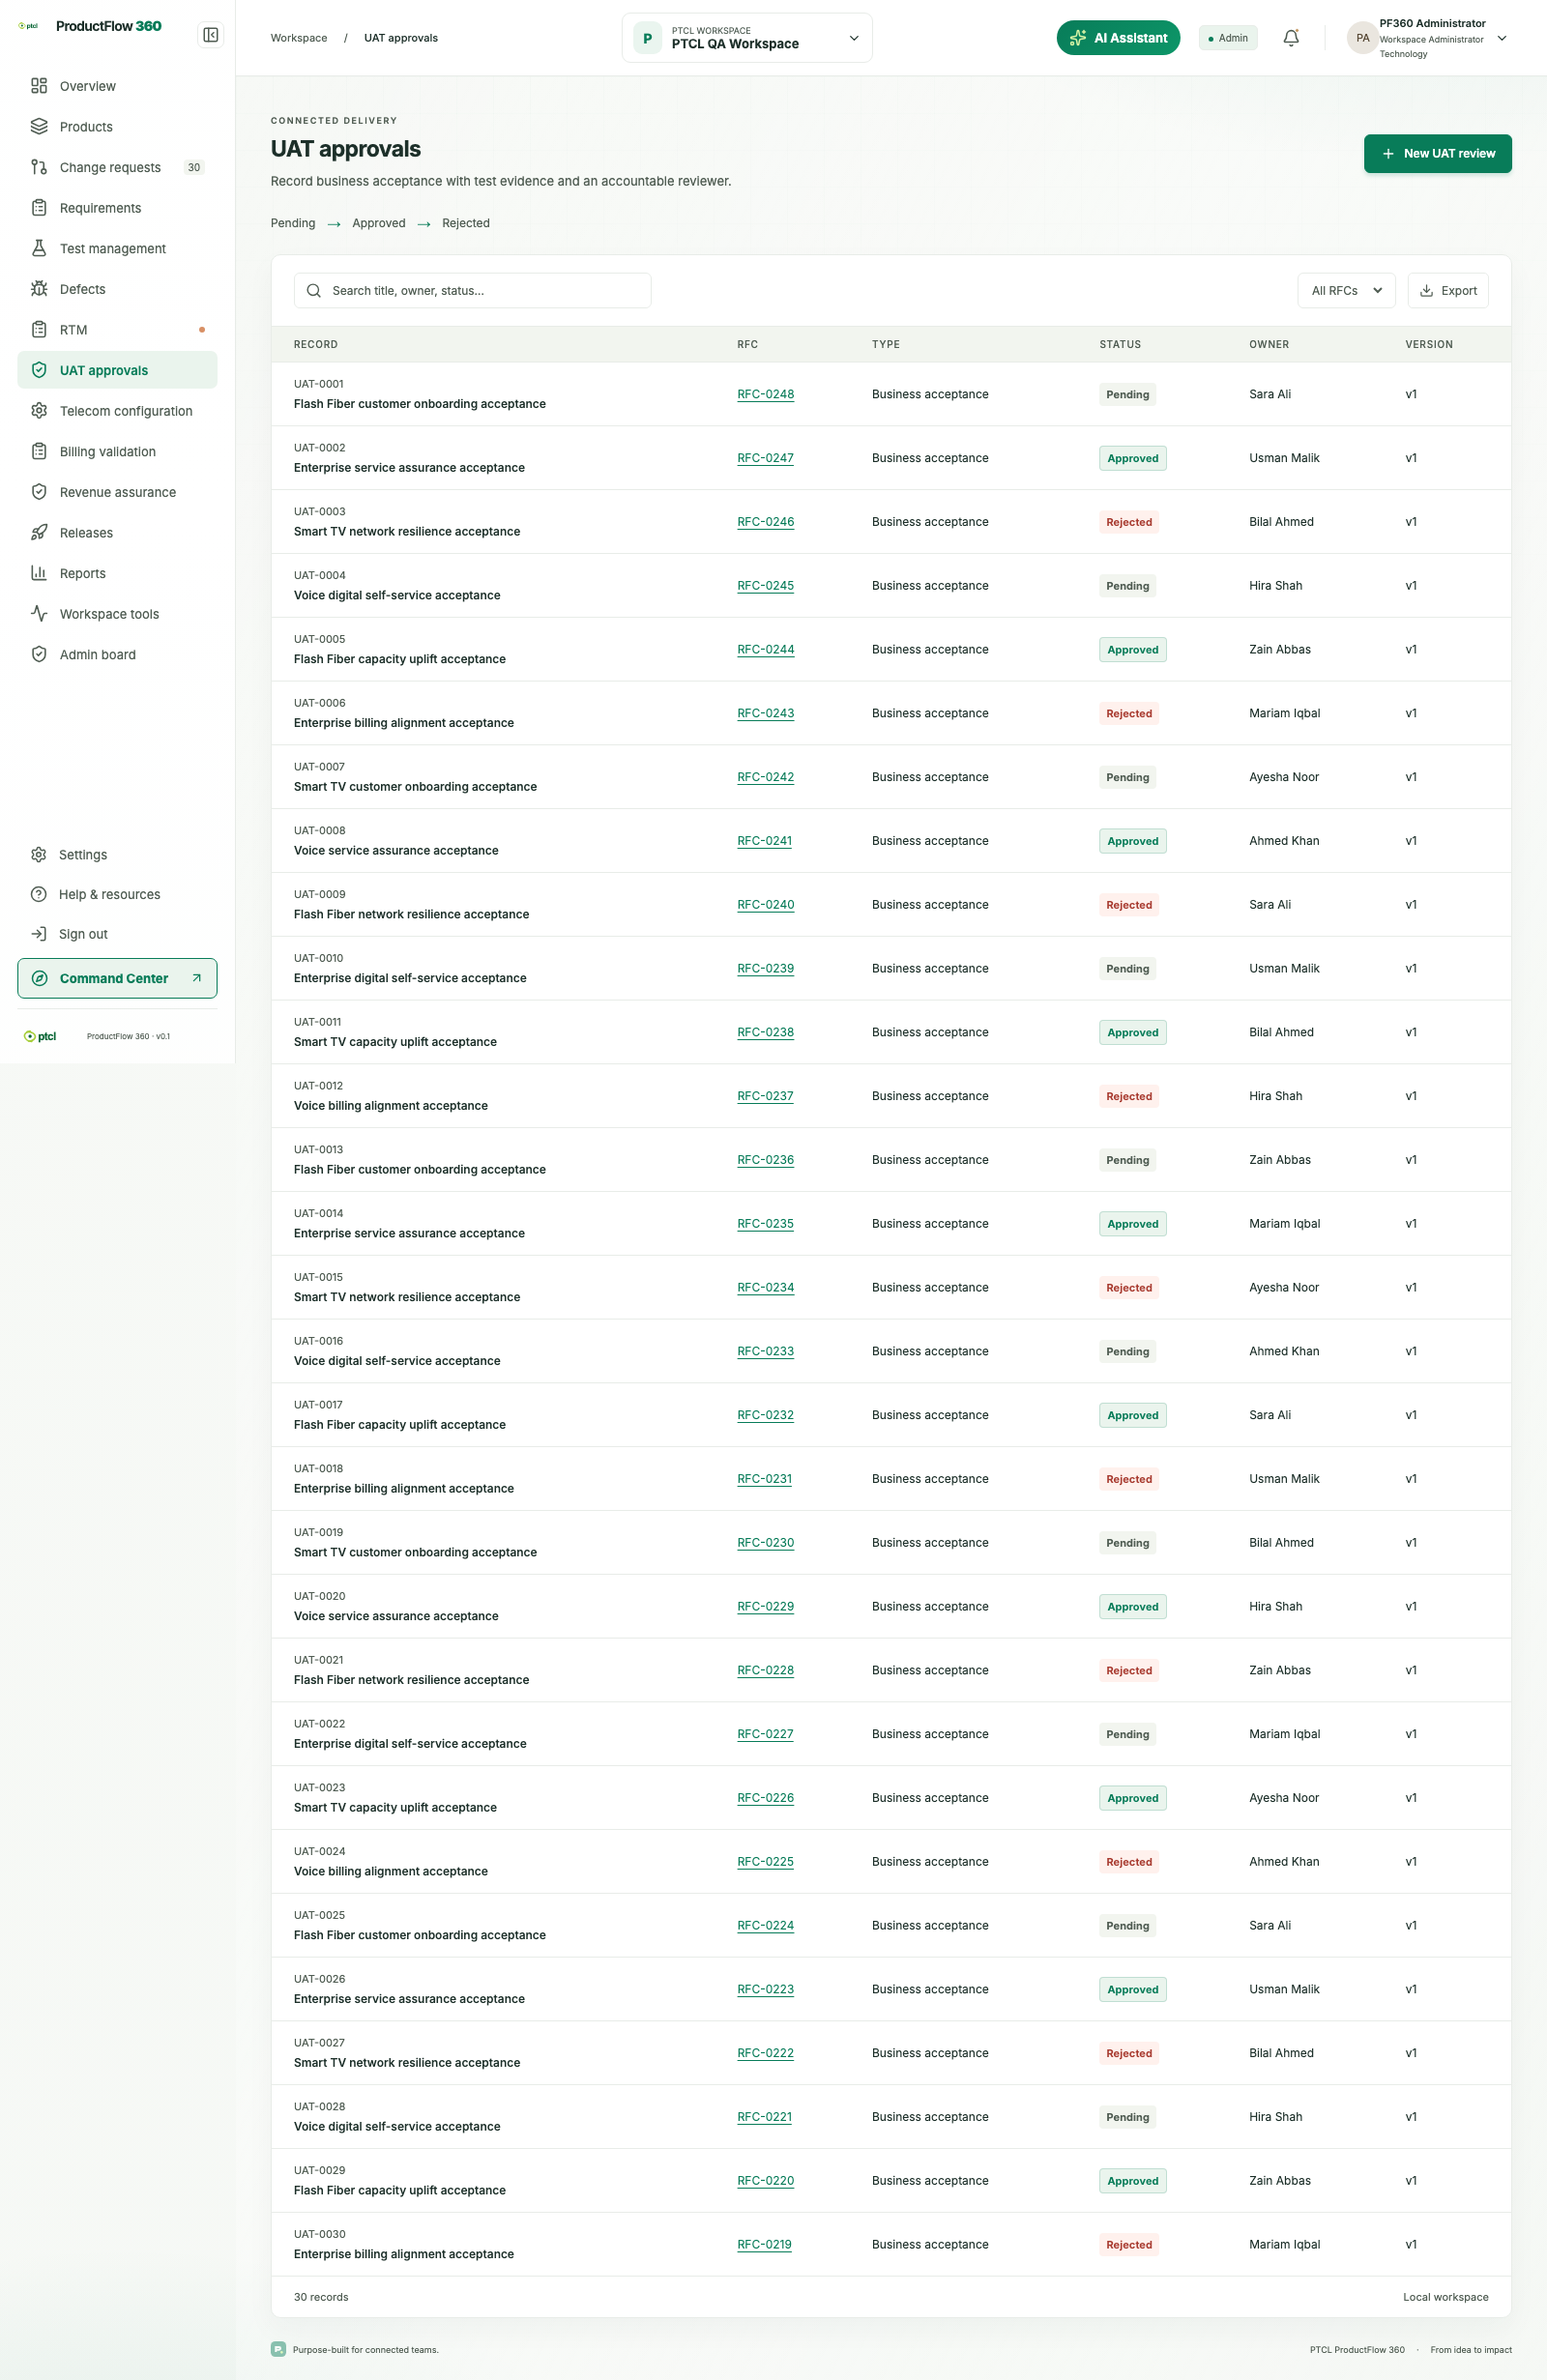 ptcl ProductFlow 360
Overview
Products
Change requests 30
Requirements
Test management
Defects
RTM
UAT approvals
Telecom configuration
Billing validation
Revenue assurance
Releases
Reports
Workspace tools
Admin board
Settings
Help & resources
Sign out
Command Center
ptcl ProductFlow 360 · v0.1
Workspace / UAT approvals
P
PTCL WORKSPACE
PTCL QA Workspace
AI Assistant
Admin
PA
PF360 Administrator
Workspace Administrator
Technology
CONNECTED DELIVERY
UAT approvals
Record business acceptance with test evidence and an accountable reviewer.
New UAT review
Pending → Approved → Rejected
Search title, owner, status...
All RFCs
Export
RECORD RFC TYPE STATUS OWNER VERSION
UAT-0001
Flash Fiber customer onboarding acceptance RFC-0248 Business acceptance Pending Sara Ali v1
UAT-0002
Enterprise service assurance acceptance RFC-0247 Business acceptance Approved Usman Malik v1
UAT-0003
Smart TV network resilience acceptance RFC-0246 Business acceptance Rejected Bilal Ahmed v1
UAT-0004
Voice digital self-service acceptance RFC-0245 Business acceptance Pending Hira Shah v1
UAT-0005
Flash Fiber capacity uplift acceptance RFC-0244 Business acceptance Approved Zain Abbas v1
UAT-0006
Enterprise billing alignment acceptance RFC-0243 Business acceptance Rejected Mariam Iqbal v1
UAT-0007
Smart TV customer onboarding acceptance RFC-0242 Business acceptance Pending Ayesha Noor v1
UAT-0008
Voice service assurance acceptance RFC-0241 Business acceptance Approved Ahmed Khan v1
UAT-0009
Flash Fiber network resilience acceptance RFC-0240 Business acceptance Rejected Sara Ali v1
UAT-0010
Enterprise digital self-service acceptance RFC-0239 Business acceptance Pending Usman Malik v1
UAT-0011
Smart TV capacity uplift acceptance RFC-0238 Business acceptance Approved Bilal Ahmed v1
UAT-0012
Voice billing alignment acceptance RFC-0237 Business acceptance Rejected Hira Shah v1
UAT-0013
Flash Fiber customer onboarding acceptance RFC-0236 Business acceptance Pending Zain Abbas v1
UAT-0014
Enterprise service assurance acceptance RFC-0235 Business acceptance Approved Mariam Iqbal v1
UAT-0015
Smart TV network resilience acceptance RFC-0234 Business acceptance Rejected Ayesha Noor v1
UAT-0016
Voice digital self-service acceptance RFC-0233 Business acceptance Pending Ahmed Khan v1
UAT-0017
Flash Fiber capacity uplift acceptance RFC-0232 Business acceptance Approved Sara Ali v1
UAT-0018
Enterprise billing alignment acceptance RFC-0231 Business acceptance Rejected Usman Malik v1
UAT-0019
Smart TV customer onboarding acceptance RFC-0230 Business acceptance Pending Bilal Ahmed v1
UAT-0020
Voice service assurance acceptance RFC-0229 Business acceptance Approved Hira Shah v1
UAT-0021
Flash Fiber network resilience acceptance RFC-0228 Business acceptance Rejected Zain Abbas v1
UAT-0022
Enterprise digital self-service acceptance RFC-0227 Business acceptance Pending Mariam Iqbal v1
UAT-0023
Smart TV capacity uplift acceptance RFC-0226 Business acceptance Approved Ayesha Noor v1
UAT-0024
Voice billing alignment acceptance RFC-0225 Business acceptance Rejected Ahmed Khan v1
UAT-0025
Flash Fiber customer onboarding acceptance RFC-0224 Business acceptance Pending Sara Ali v1
UAT-0026
Enterprise service assurance acceptance RFC-0223 Business acceptance Approved Usman Malik v1
UAT-0027
Smart TV network resilience acceptance RFC-0222 Business acceptance Rejected Bilal Ahmed v1
UAT-0028
Voice digital self-service acceptance RFC-0221 Business acceptance Pending Hira Shah v1
UAT-0029
Flash Fiber capacity uplift acceptance RFC-0220 Business acceptance Approved Zain Abbas v1
UAT-0030
Enterprise billing alignment acceptance RFC-0219 Business acceptance Rejected Mariam Iqbal v1
30 records Local workspace
P. Purpose-built for connected teams. PTCL ProductFlow 360 · From idea to impact